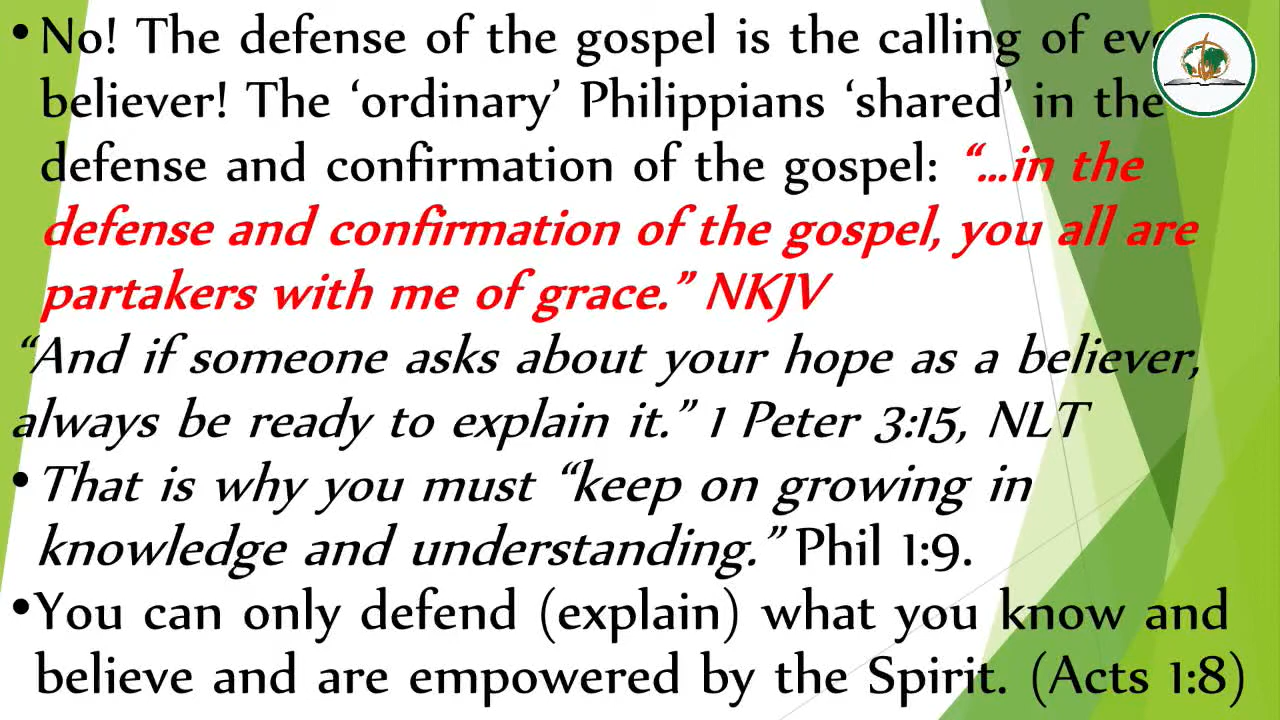 • No! The defense of the gospel is the calling of
believer! The ‘ordinary’ Philippians ‘shared’ in the
defense and confirmation of the gospel: “…in the
defense and confirmation of the gospel, you all are
partakers with me of grace.” NKJV
“And if someone asks about your hope as a believer,
always be ready to explain it.” 1 Peter 3:15, NLT
• That is why you must “keep on growing in
knowledge and understanding.” Phil 1:9.
•You can only defend (explain) what you know and
believe and are empowered by the Spirit. (Acts 1:8)